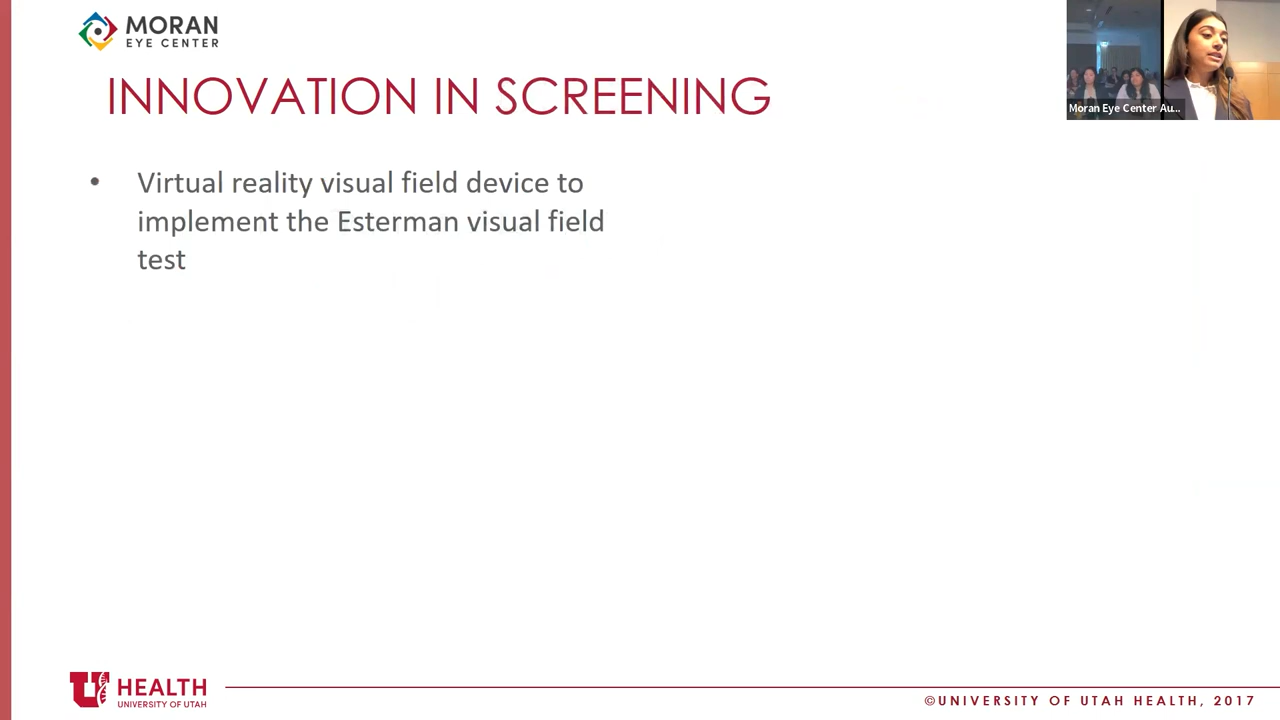 MORAN
EYE CENTER
Moran Eye Center Au...
INNOVATION IN SCREENING
• Virtual reality visual field device to
implement the Esterman visual field
test
U HEALTH
UNIVERSITY OF UTAH
©UNIVERSITY OF UTAH HEALTH, 2017